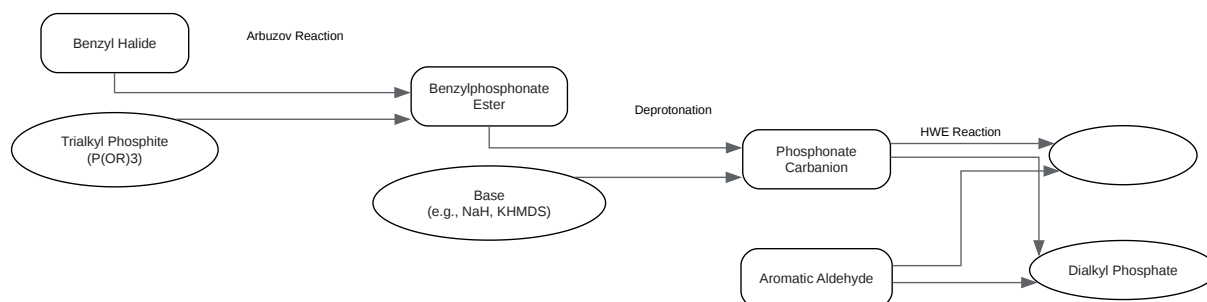 Benzyl Halide
Arbuzov Reaction
Trialkyl Phosphite
(P(OR)3)
Benzylphosphonate
Ester
Deprotonation
Base
(e.g., NaH, KHMDS)
Phosphonate
Carbanion
HWE Reaction
Aromatic Aldehyde
Dialkyl Phosphate